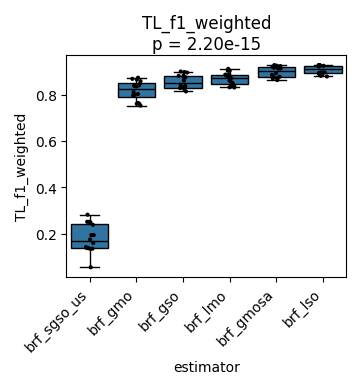 TL_f1_weighted
p = 2.20e-15
TL_f1_weighted
0.8
0.6
0.4
0.2
brf_sgso_us
brf_gmo
brf_gso
brf_lmo
brf_gmosa
brf_lso
estimator